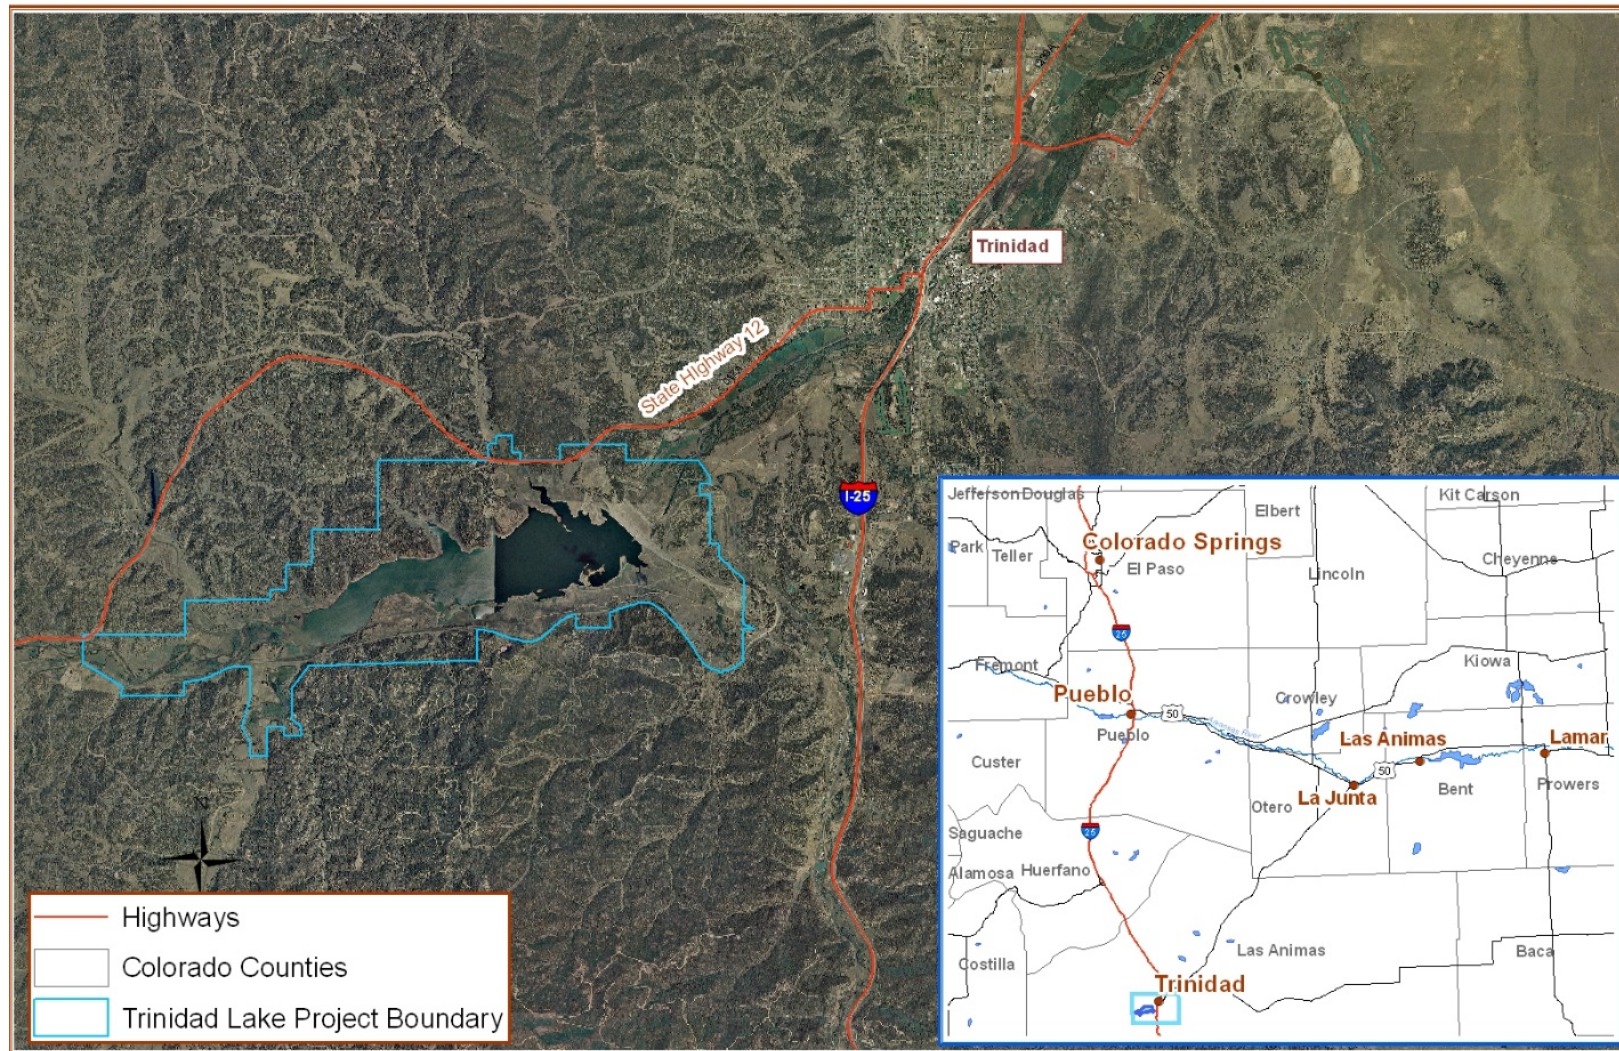 Trinidad
State Highway 12
I-25
N
Highways
Colorado Counties
Trinidad Lake Project Boundary
Jefferson
Douglas
Kit Carson
Elbert
Colorado Springs
Park
Teller
El Paso
Lincoln
Cheyenne
25
Fremont
Kiowa
Pueblo
50
Crowley
Arkansas River
Las Animas
Lamar
Pueblo
Custer
50
Bent
Prowers
La Junta
Otero
25
Saguache
Alamosa
Huerfano
Las Animas
Baca
Costilla
Trinidad